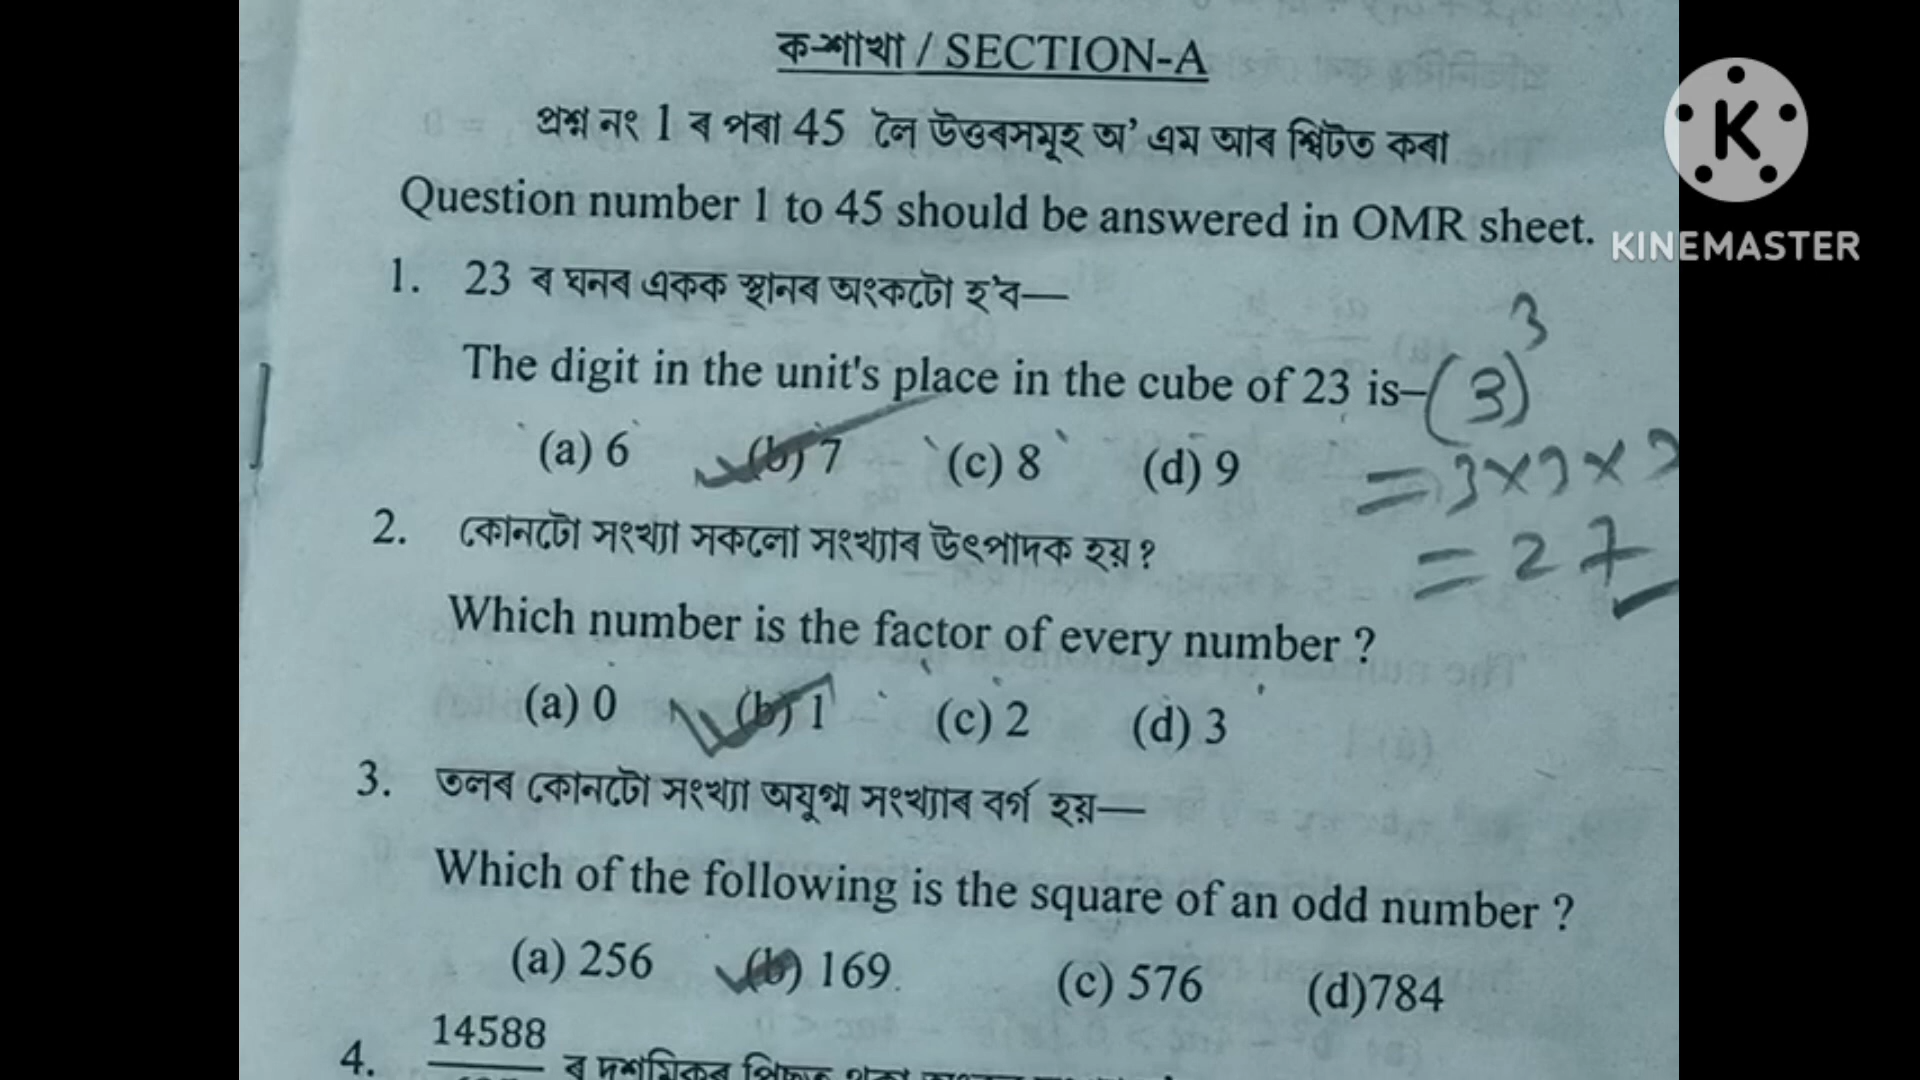 ক-শাখা / SECTION-A
প্ৰশ্ন নং 1 ৰ পৰা 45 লৈ উত্তৰসমূহ অ' এম আৰ শ্বিটত কৰা
Question number 1 to 45 should be answered in OMR sheet.
K
KINEMASTER
1. 23 ৰ ঘনৰ একক স্থানৰ অংকটো হ'ব—
The digit in the unit's place in the cube of 23 is– (3)³
(a) 6 (b) 7 (c) 8 (d) 9
= 3×3×3
= 27
2. কোনটো সংখ্যা সকলো সংখ্যাৰ উৎপাদক হয় ?
Which number is the factor of every number ?
(a) 0 (b) 1 (c) 2 (d) 3
3. তলৰ কোনটো সংখ্যা অযুগ্ম সংখ্যাৰ বৰ্গ হয়—
Which of the following is the square of an odd number ?
(a) 256 (b) 169 (c) 576 (d)784
4. 14588
ৰ দশমিকৰ পিছত থকা